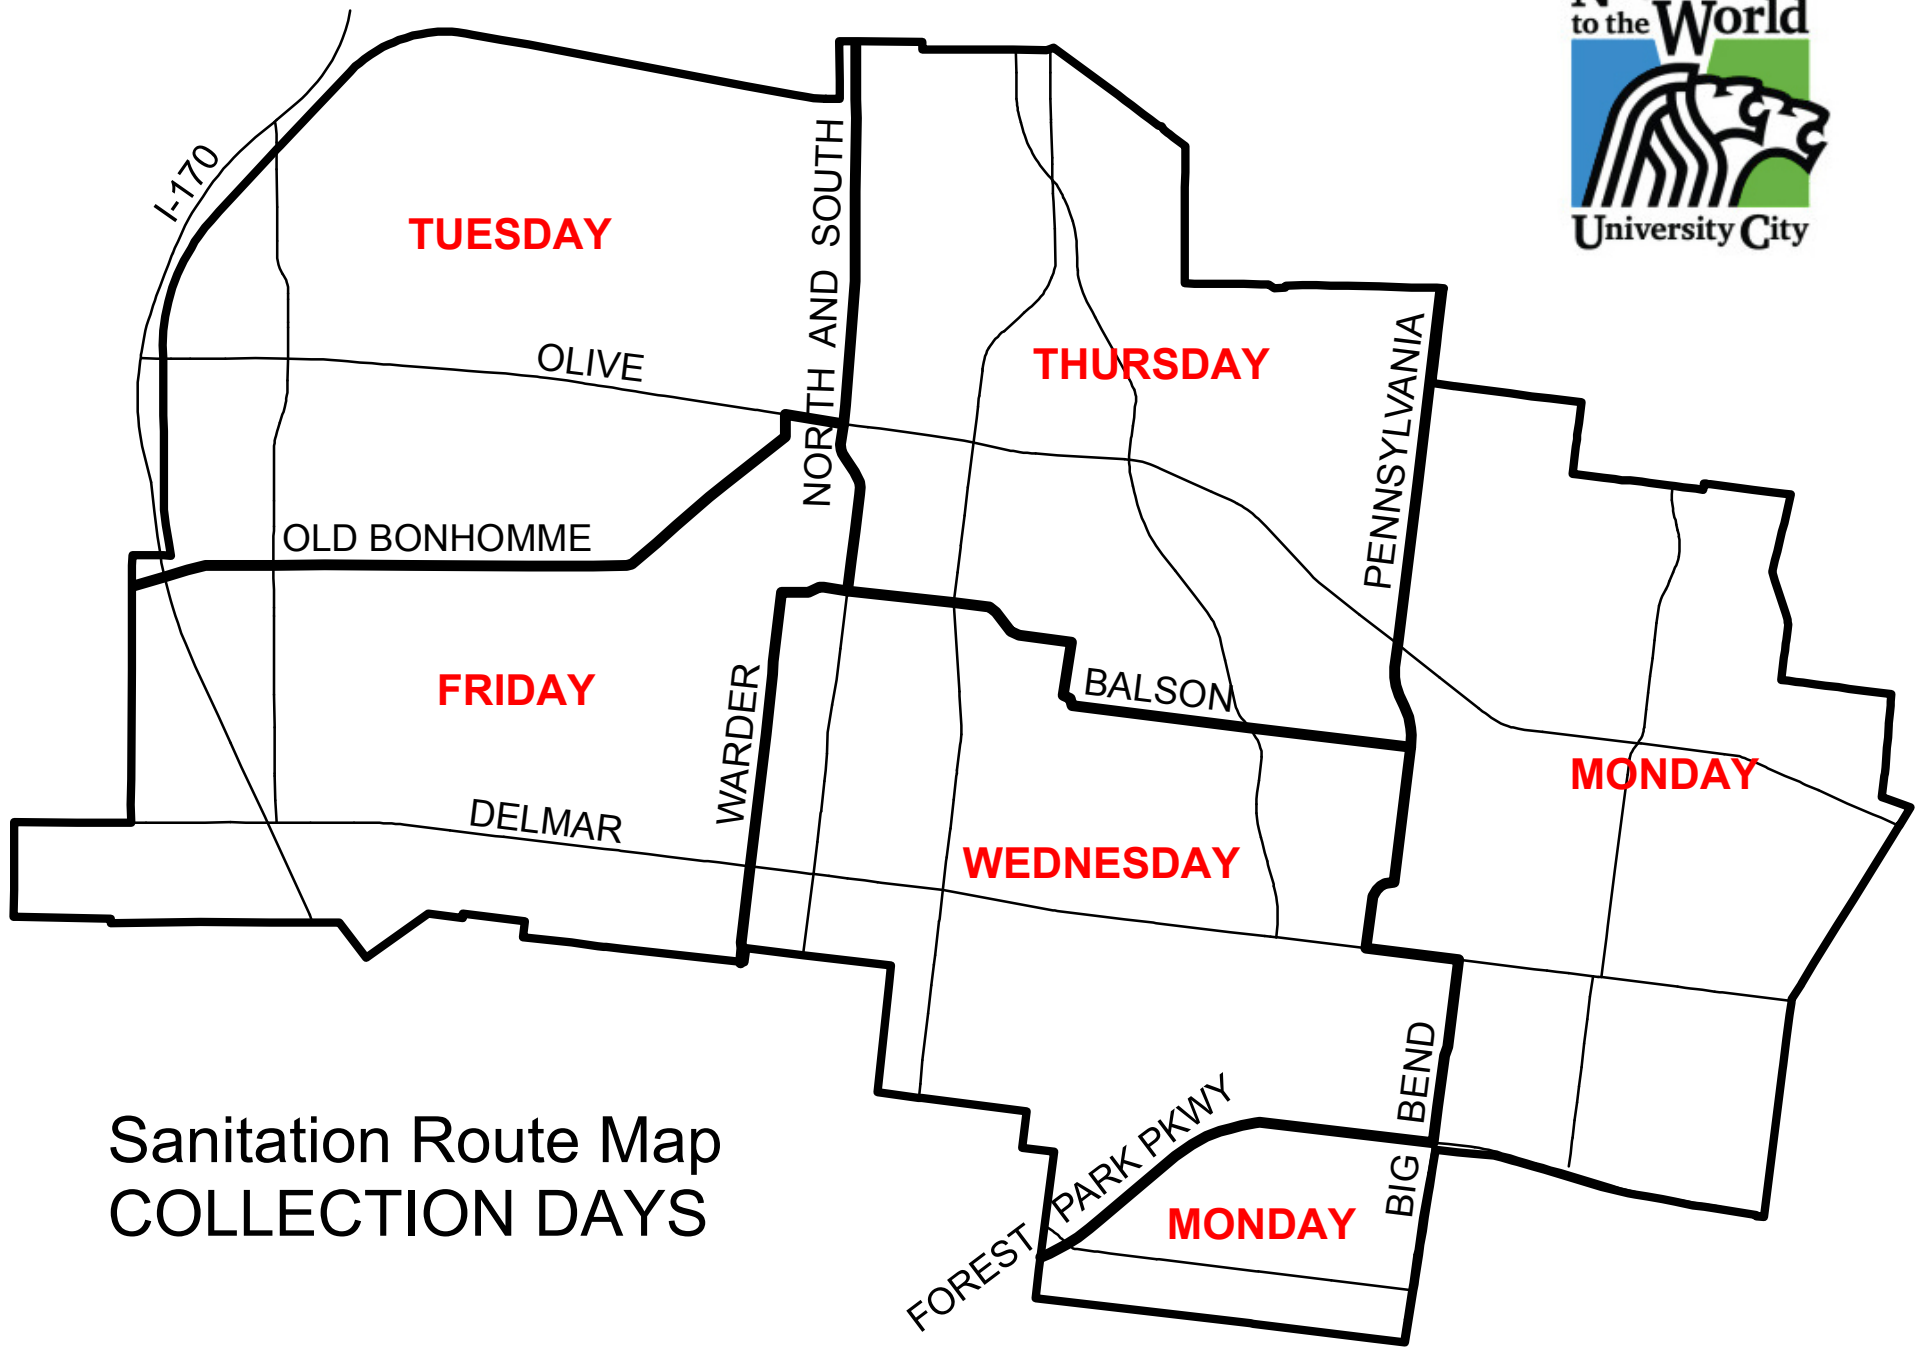 to the World
University City
I-170
TUESDAY
NORTH AND SOUTH
OLIVE
THURSDAY
PENNSYLVANIA
OLD BONHOMME
FRIDAY
WARDER
BALSON
MONDAY
DELMAR
WEDNESDAY
BIG BEND
FOREST PARK PKWY
MONDAY
Sanitation Route Map
COLLECTION DAYS